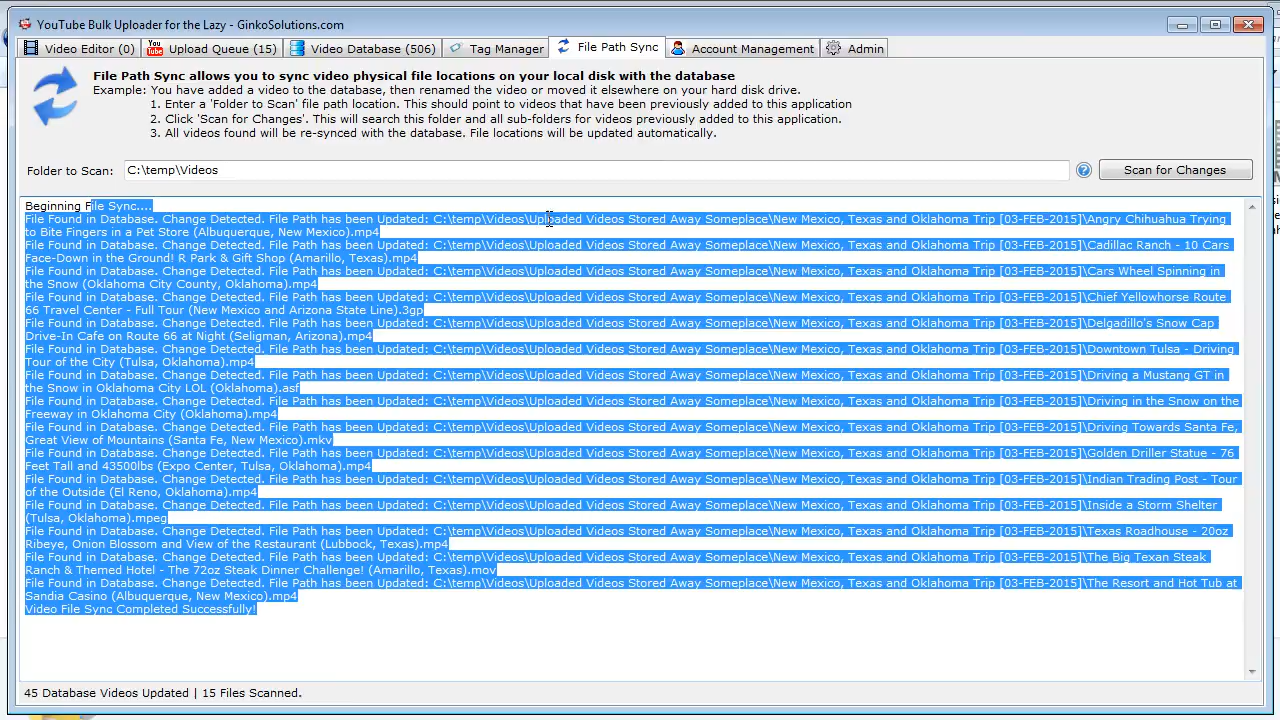 YouTube Bulk Uploader for the Lazy - GinkoSolutions.com
Video Editor (0)
You Tube Upload Queue (15)
Video Database (506)
Tag Manager
File Path Sync
Account Management
Admin
File Path Sync allows you to sync video physical file locations on your local disk with the database
Example: You have added a video to the database, then renamed the video or moved it elsewhere on your hard disk drive.
1. Enter a 'Folder to Scan' file path location. This should point to videos that have been previously added to this application
2. Click 'Scan for Changes'. This will search this folder and all sub-folders for videos previously added to this application.
3. All videos found will be re-synced with the database. File locations will be updated automatically.
Folder to Scan: C:\temp\Videos
Scan for Changes
Beginning File Sync....
File Found in Database. Change Detected. File Path has been Updated: C:\temp\Videos\Uploaded Videos Stored Away Someplace\New Mexico, Texas and Oklahoma Trip [03-FEB-2015]\Angry Chihuahua Trying
to Bite Fingers in a Pet Store (Albuquerque, New Mexico).mp4
File Found in Database. Change Detected. File Path has been Updated: C:\temp\Videos\Uploaded Videos Stored Away Someplace\New Mexico, Texas and Oklahoma Trip [03-FEB-2015]\Cadillac Ranch - 10 Cars
Face-Down in the Ground! R Park & Gift Shop (Amarillo, Texas).mp4
File Found in Database. Change Detected. File Path has been Updated: C:\temp\Videos\Uploaded Videos Stored Away Someplace\New Mexico, Texas and Oklahoma Trip [03-FEB-2015]\Cars Wheel Spinning in
the Snow (Oklahoma City County, Oklahoma).mp4
File Found in Database. Change Detected. File Path has been Updated: C:\temp\Videos\Uploaded Videos Stored Away Someplace\New Mexico, Texas and Oklahoma Trip [03-FEB-2015]\Chief Yellowhorse Route
66 Travel Center - Full Tour (New Mexico and Arizona State Line).3gp
File Found in Database. Change Detected. File Path has been Updated: C:\temp\Videos\Uploaded Videos Stored Away Someplace\New Mexico, Texas and Oklahoma Trip [03-FEB-2015]\Delgadillo's Snow Cap
Drive-In Cafe on Route 66 at Night (Seligman, Arizona).mp4
File Found in Database. Change Detected. File Path has been Updated: C:\temp\Videos\Uploaded Videos Stored Away Someplace\New Mexico, Texas and Oklahoma Trip [03-FEB-2015]\Downtown Tulsa - Driving
Tour of the City (Tulsa, Oklahoma).mp4
File Found in Database. Change Detected. File Path has been Updated: C:\temp\Videos\Uploaded Videos Stored Away Someplace\New Mexico, Texas and Oklahoma Trip [03-FEB-2015]\Driving a Mustang GT in
the Snow in Oklahoma City LOL (Oklahoma).asf
File Found in Database. Change Detected. File Path has been Updated: C:\temp\Videos\Uploaded Videos Stored Away Someplace\New Mexico, Texas and Oklahoma Trip [03-FEB-2015]\Driving in the Snow on the
Freeway in Oklahoma City (Oklahoma).mp4
File Found in Database. Change Detected. File Path has been Updated: C:\temp\Videos\Uploaded Videos Stored Away Someplace\New Mexico, Texas and Oklahoma Trip [03-FEB-2015]\Driving Towards Santa Fe,
Great View of Mountains (Santa Fe, New Mexico).mkv
File Found in Database. Change Detected. File Path has been Updated: C:\temp\Videos\Uploaded Videos Stored Away Someplace\New Mexico, Texas and Oklahoma Trip [03-FEB-2015]\Golden Driller Statue - 76
Feet Tall and 43500lbs (Expo Center, Tulsa, Oklahoma).mp4
File Found in Database. Change Detected. File Path has been Updated: C:\temp\Videos\Uploaded Videos Stored Away Someplace\New Mexico, Texas and Oklahoma Trip [03-FEB-2015]\Indian Trading Post - Tour
of the Outside (El Reno, Oklahoma).mp4
File Found in Database. Change Detected. File Path has been Updated: C:\temp\Videos\Uploaded Videos Stored Away Someplace\New Mexico, Texas and Oklahoma Trip [03-FEB-2015]\Inside a Storm Shelter
(Tulsa, Oklahoma).mpeg
File Found in Database. Change Detected. File Path has been Updated: C:\temp\Videos\Uploaded Videos Stored Away Someplace\New Mexico, Texas and Oklahoma Trip [03-FEB-2015]\Texas Roadhouse - 20oz
Ribeye, Onion Blossom and View of the Restaurant (Lubbock, Texas).mp4
File Found in Database. Change Detected. File Path has been Updated: C:\temp\Videos\Uploaded Videos Stored Away Someplace\New Mexico, Texas and Oklahoma Trip [03-FEB-2015]\The Big Texan Steak
Ranch & Themed Hotel - The 72oz Steak Dinner Challenge! (Amarillo, Texas).mov
File Found in Database. Change Detected. File Path has been Updated: C:\temp\Videos\Uploaded Videos Stored Away Someplace\New Mexico, Texas and Oklahoma Trip [03-FEB-2015]\The Resort and Hot Tub at
Sandia Casino (Albuquerque, New Mexico).mp4
Video File Sync Completed Successfully!
45 Database Videos Updated | 15 Files Scanned.